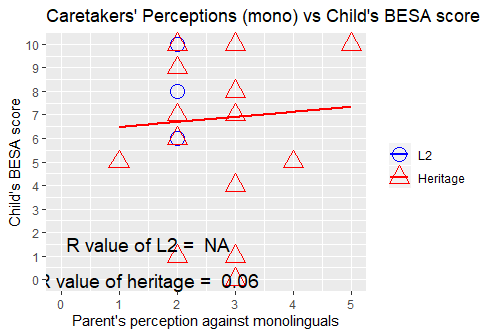 Caretakers' Perceptions (mono) vs Child's BESA score
Child's BESA score
10
9
8
7
6
5
4
3
2
1
0
R value of L2 = NA
R value of heritage = 0.06
0 1 2 3 4 5
Parent's perception against monolinguals
L2
Heritage